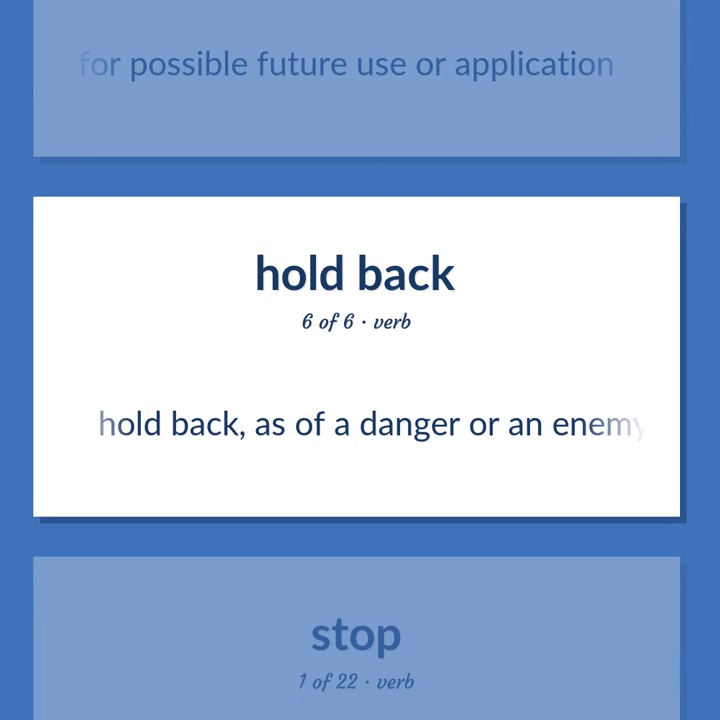 for possible future use or application
hold back
6 of 6 · verb
hold back, as of a danger or an enemy
stop
1 of 22 · verb